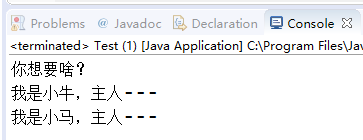 Problems @ Javadoc Declaration Console
<terminated> Test (1) [Java Application] C:\Program Files\Jav
你想要啥？
我是小牛，主人---
我是小马，主人---